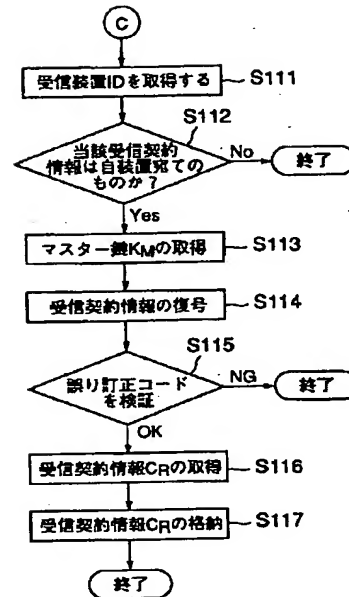 C
受信装置IDを取得する
S111
S112
当該受信契約
情報は自装置宛ての
ものか?
No
終了
Yes
マスター鍵KMの取得
S113
受信契約情報の復号
S114
S115
誤り訂正コード
を検証
NG
終了
OK
受信契約情報CRの取得
S116
受信契約情報CRの格納
S117
終了